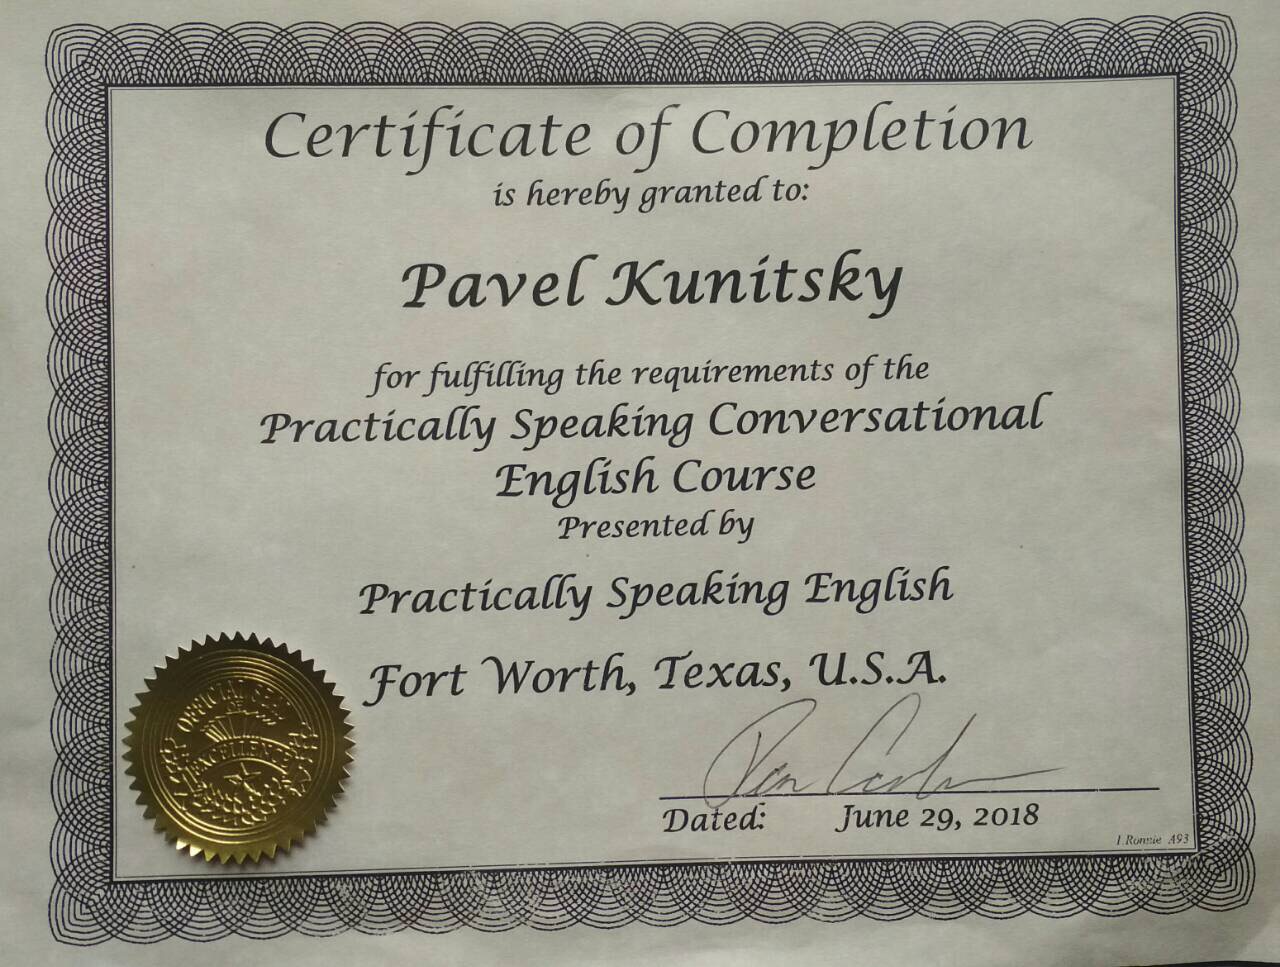 Certificate of Completion
is hereby granted to:
Pavel Kunitsky
for fulfilling the requirements of the
Practically Speaking Conversational
English Course
Presented by
Practically Speaking English
Fort Worth, Texas, U.S.A.
OFFICIAL SEAL
OF
EXCELLENCE
Dated: June 29, 2018
I.Ronnie A93